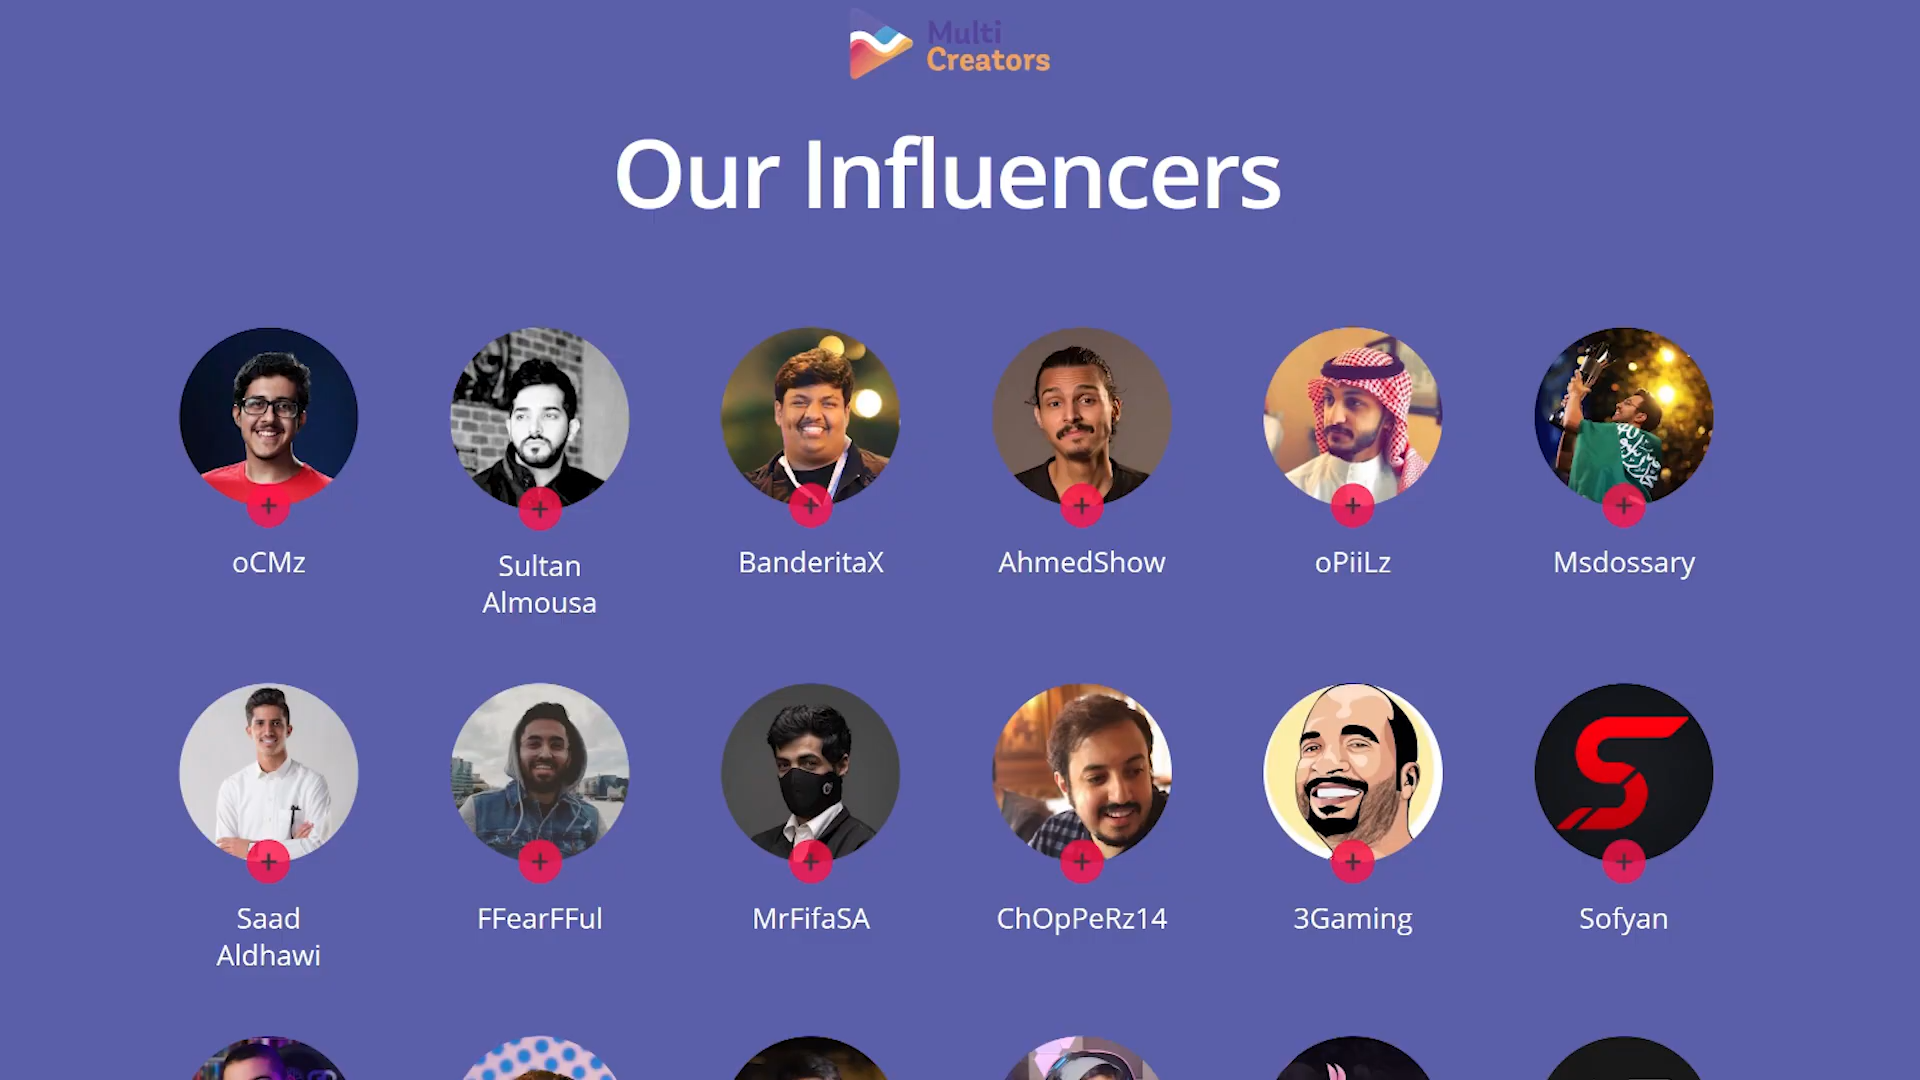 Multi
Creators
Our Influencers
oCMz
Sultan
Almousa
BanderitaX
AhmedShow
oPiiLz
Msdossary
Saad
Aldhawi
FFearFFul
MrFifaSA
ChOpPeRz14
3Gaming
Sofyan